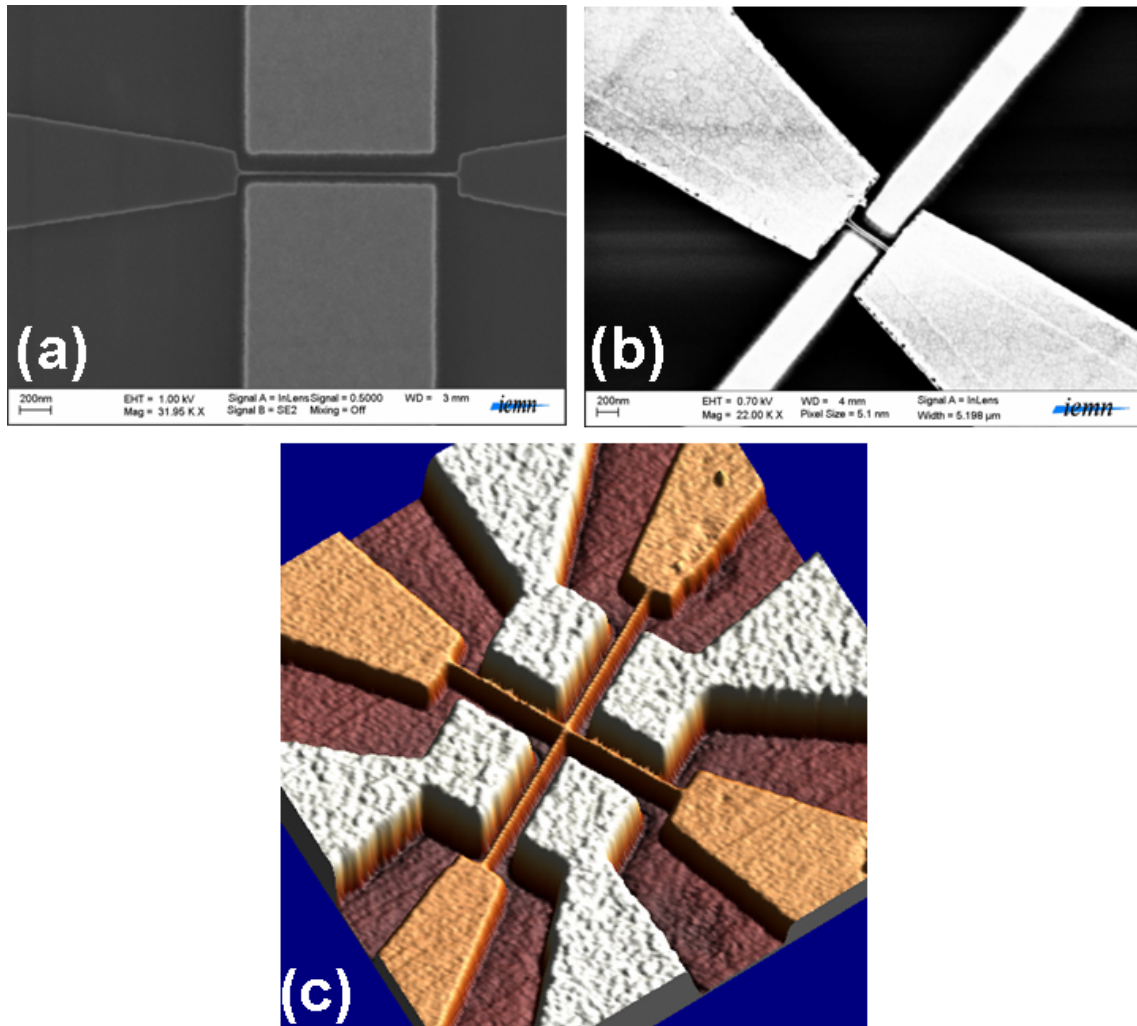 (a)
200nm
EHT = 1.00 kV
Mag = 31.95 K X
Signal A = InLens
Signal B = SE2
Signal = 0.5000
Mixing = Off
WD = 3 mm
iemn
(b)
200nm
EHT = 0.70 kV
Mag = 22.00 K X
WD = 4 mm
Pixel Size = 5.1 nm
Signal A = InLens
Width = 5.198 µm
iemn
(c)